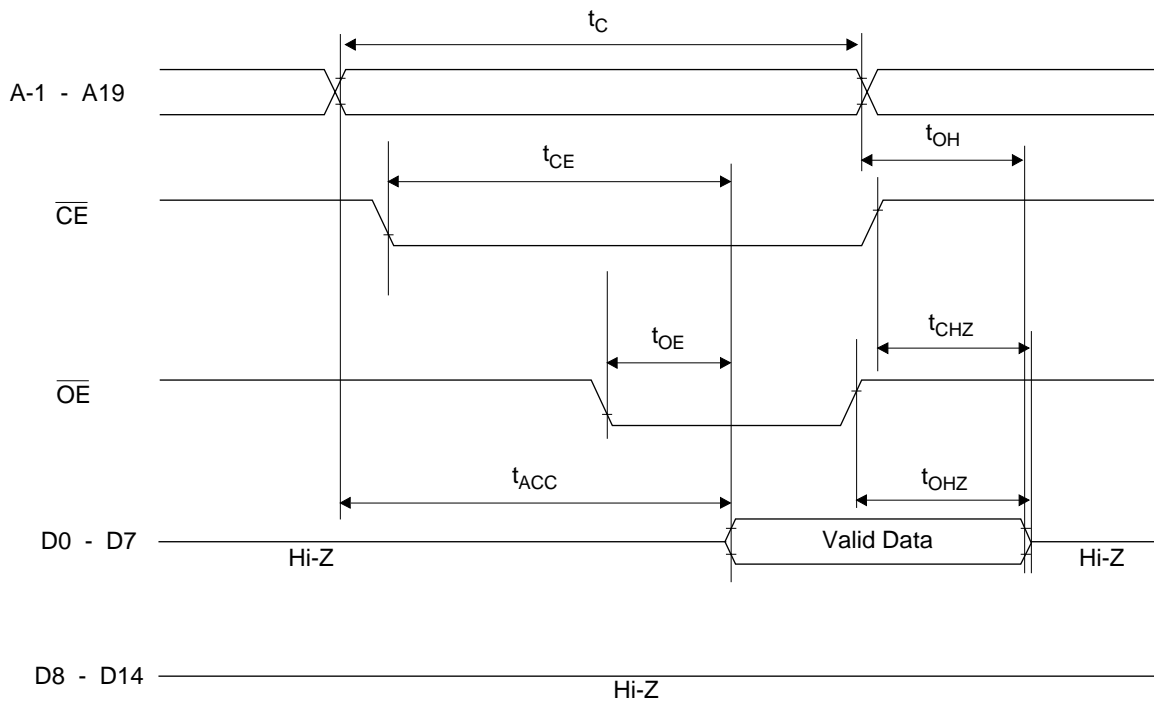 tC
A-1 - A19
tOH
tCE
CE
tCHZ
tOE
OE
tACC
tOHZ
D0 - D7
Valid Data
Hi-Z
Hi-Z
D8 - D14
Hi-Z